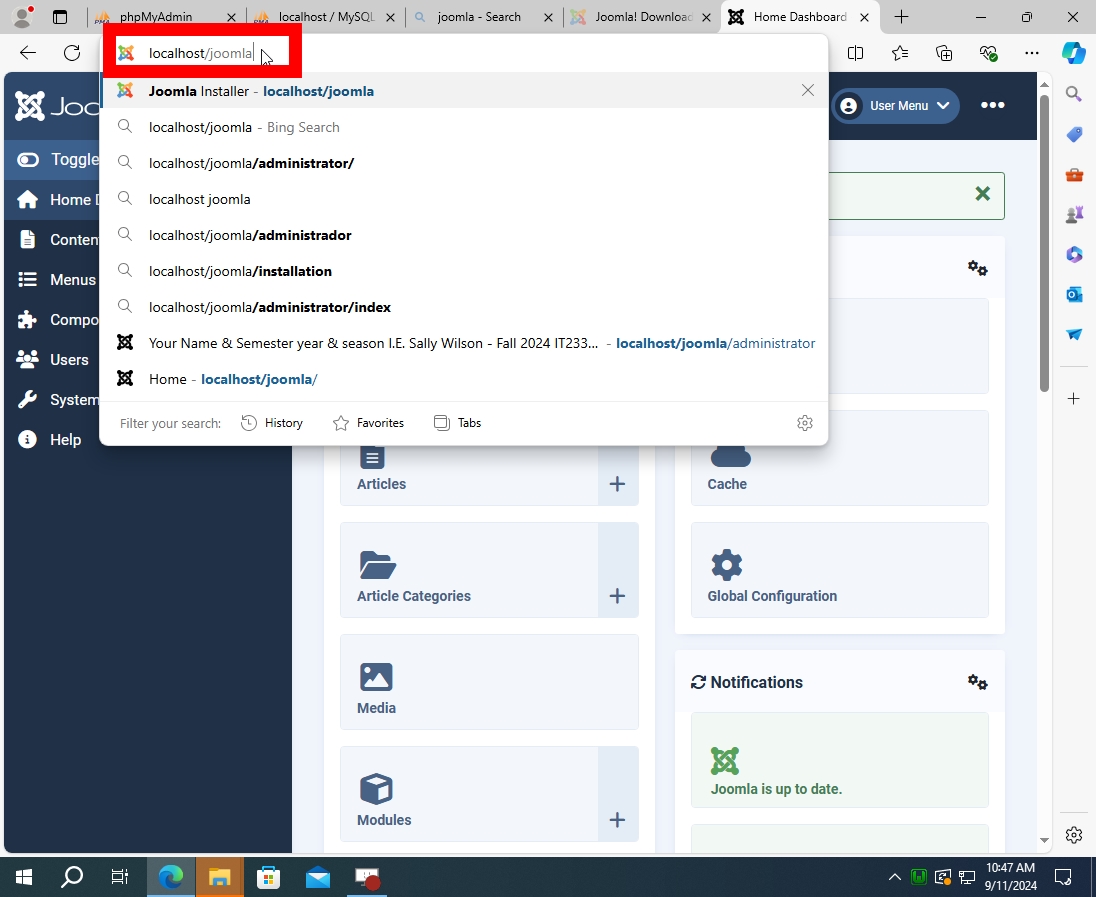 phpMyAdmin
localhost / MySQL
joomla - Search
Joomla! Download
Home Dashboard
localhost/joomla
Joomla Installer - localhost/joomla
localhost/joomla - Bing Search
localhost/joomla/administrator/
localhost joomla
localhost/joomla/administrador
localhost/joomla/installation
localhost/joomla/administrator/index
Your Name & Semester year & season I.E. Sally Wilson - Fall 2024 IT233... - localhost/joomla/administrator
Home - localhost/joomla/
Filter your search:
History
Favorites
Tabs
User Menu
Toggle
Home D
Conten
Menus
Compo
Users
System
Help
Articles
Cache
Article Categories
Global Configuration
Media
Notifications
Modules
Joomla is up to date.
10:47 AM
9/11/2024